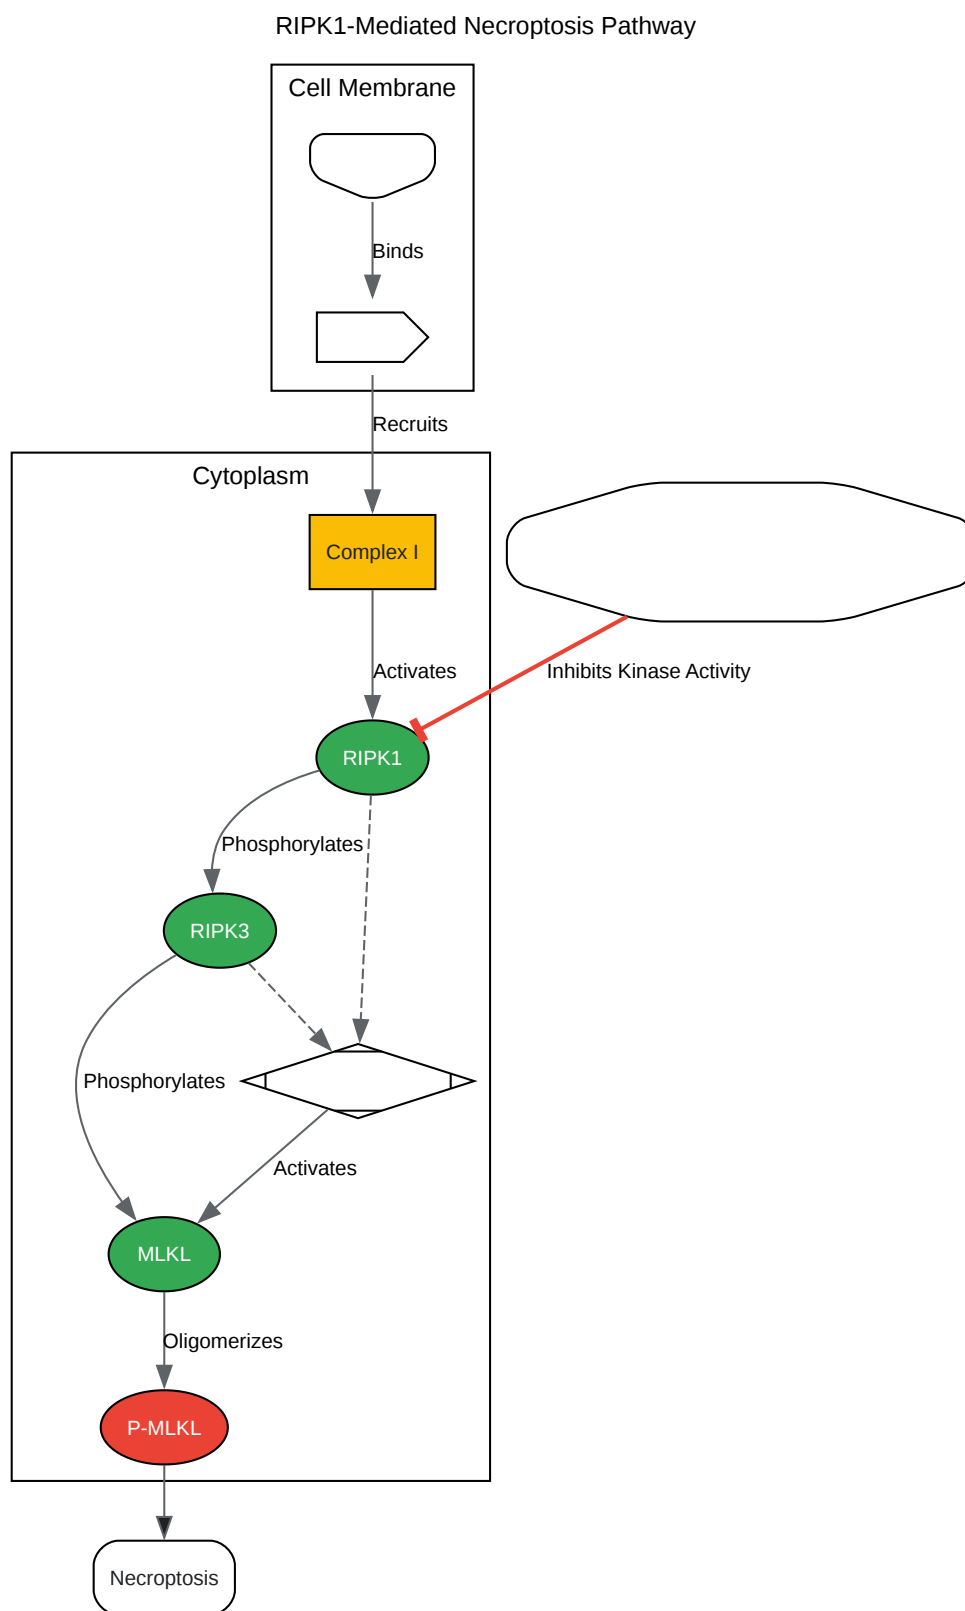 RIPK1-Mediated Necroptosis Pathway
Cell Membrane
Binds
Recruits
Cytoplasm
Complex I
Activates
Inhibits Kinase Activity
RIPK1
Phosphorylates
RIPK3
Phosphorylates
Activates
MLKL
Oligomerizes
P-MLKL
Necroptosis